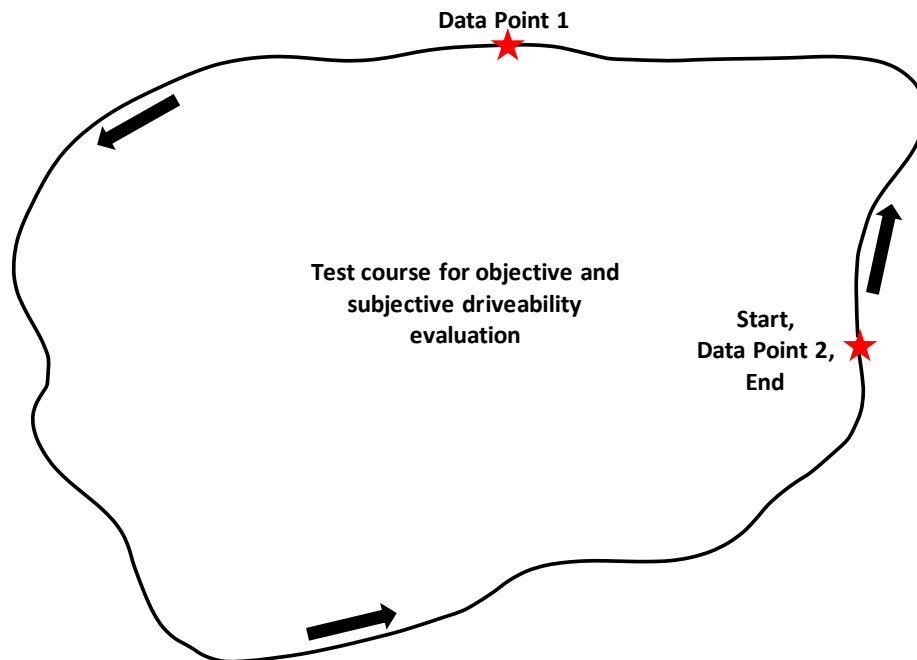 Data Point 1
Test course for objective and
subjective driveability
evaluation
Start,
Data Point 2,
End